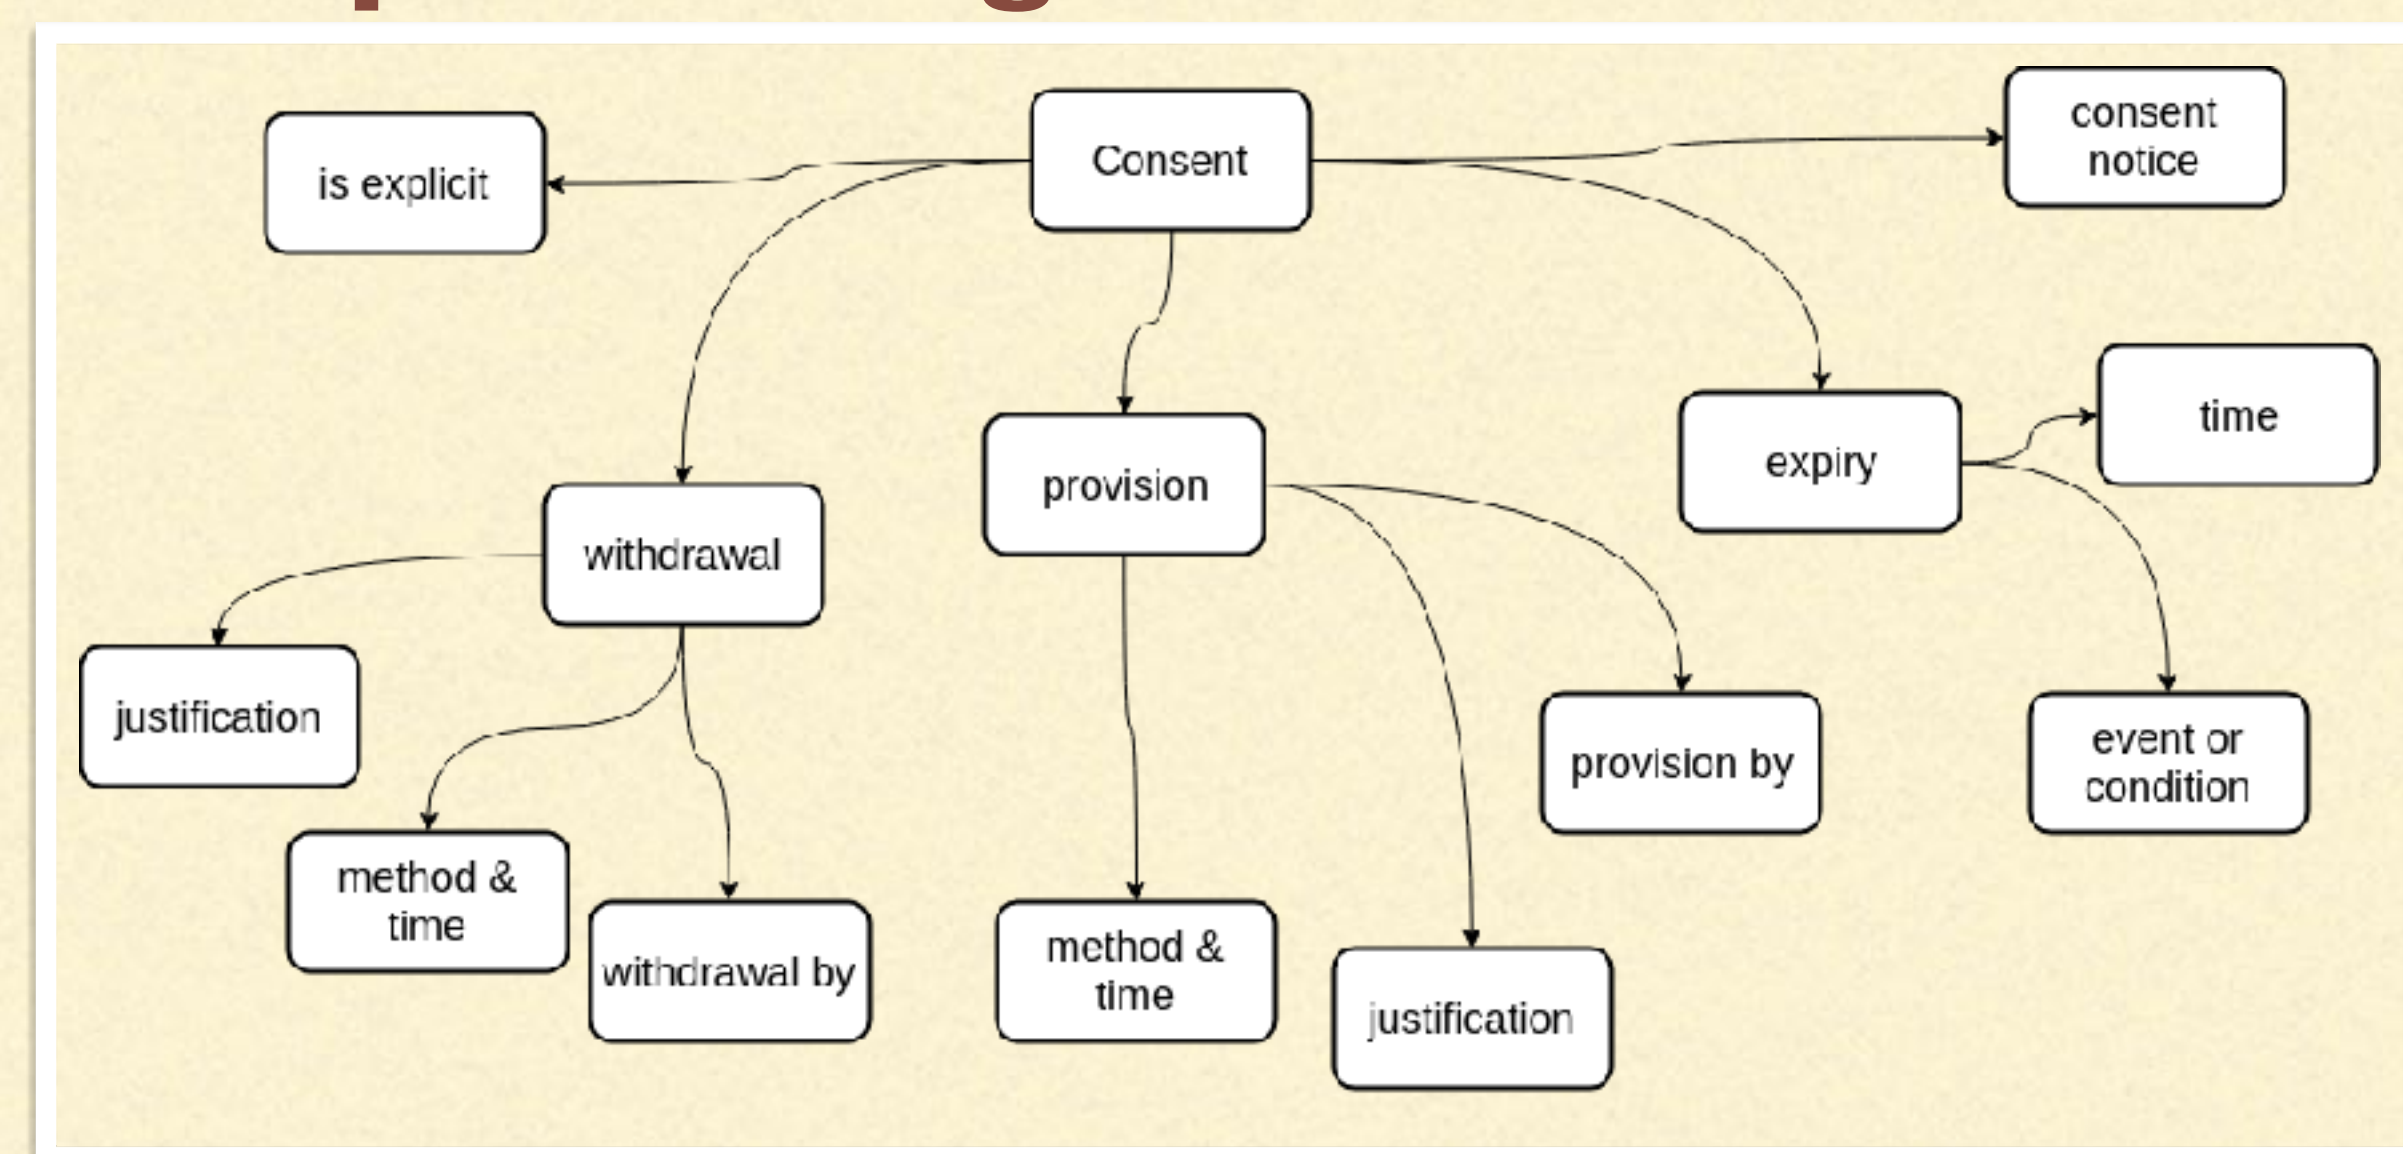 consent
notice
Consent
is explicit
time
expiry
provision
withdrawal
justification
provision by
event or
condition
method &
time
withdrawal by
method &
time
justification